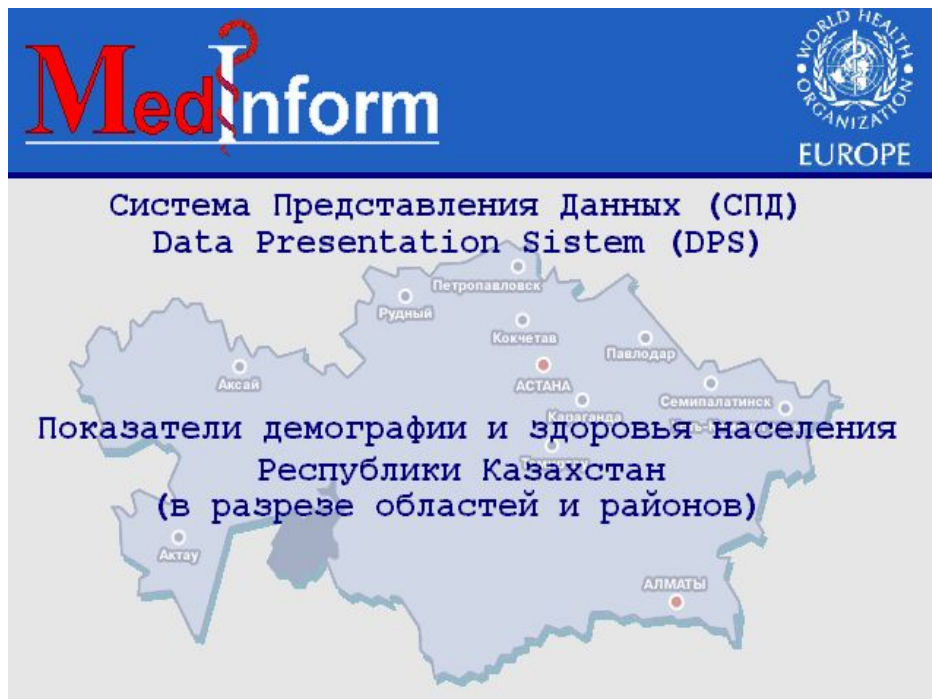 MedInform
WORLD HEALTH ORGANIZATION
EUROPE
Система Представления Данных (СПД)
Data Presentation Sistem (DPS)
Петропавловск
Рудный
Кокчетав
Павлодар
Аксай
АСТАНА
Семипалатинск
Караганда
Показатели демографии и здоровья населения
Республики Казахстан
(в разрезе областей и районов)
Актау
АЛМАТЫ